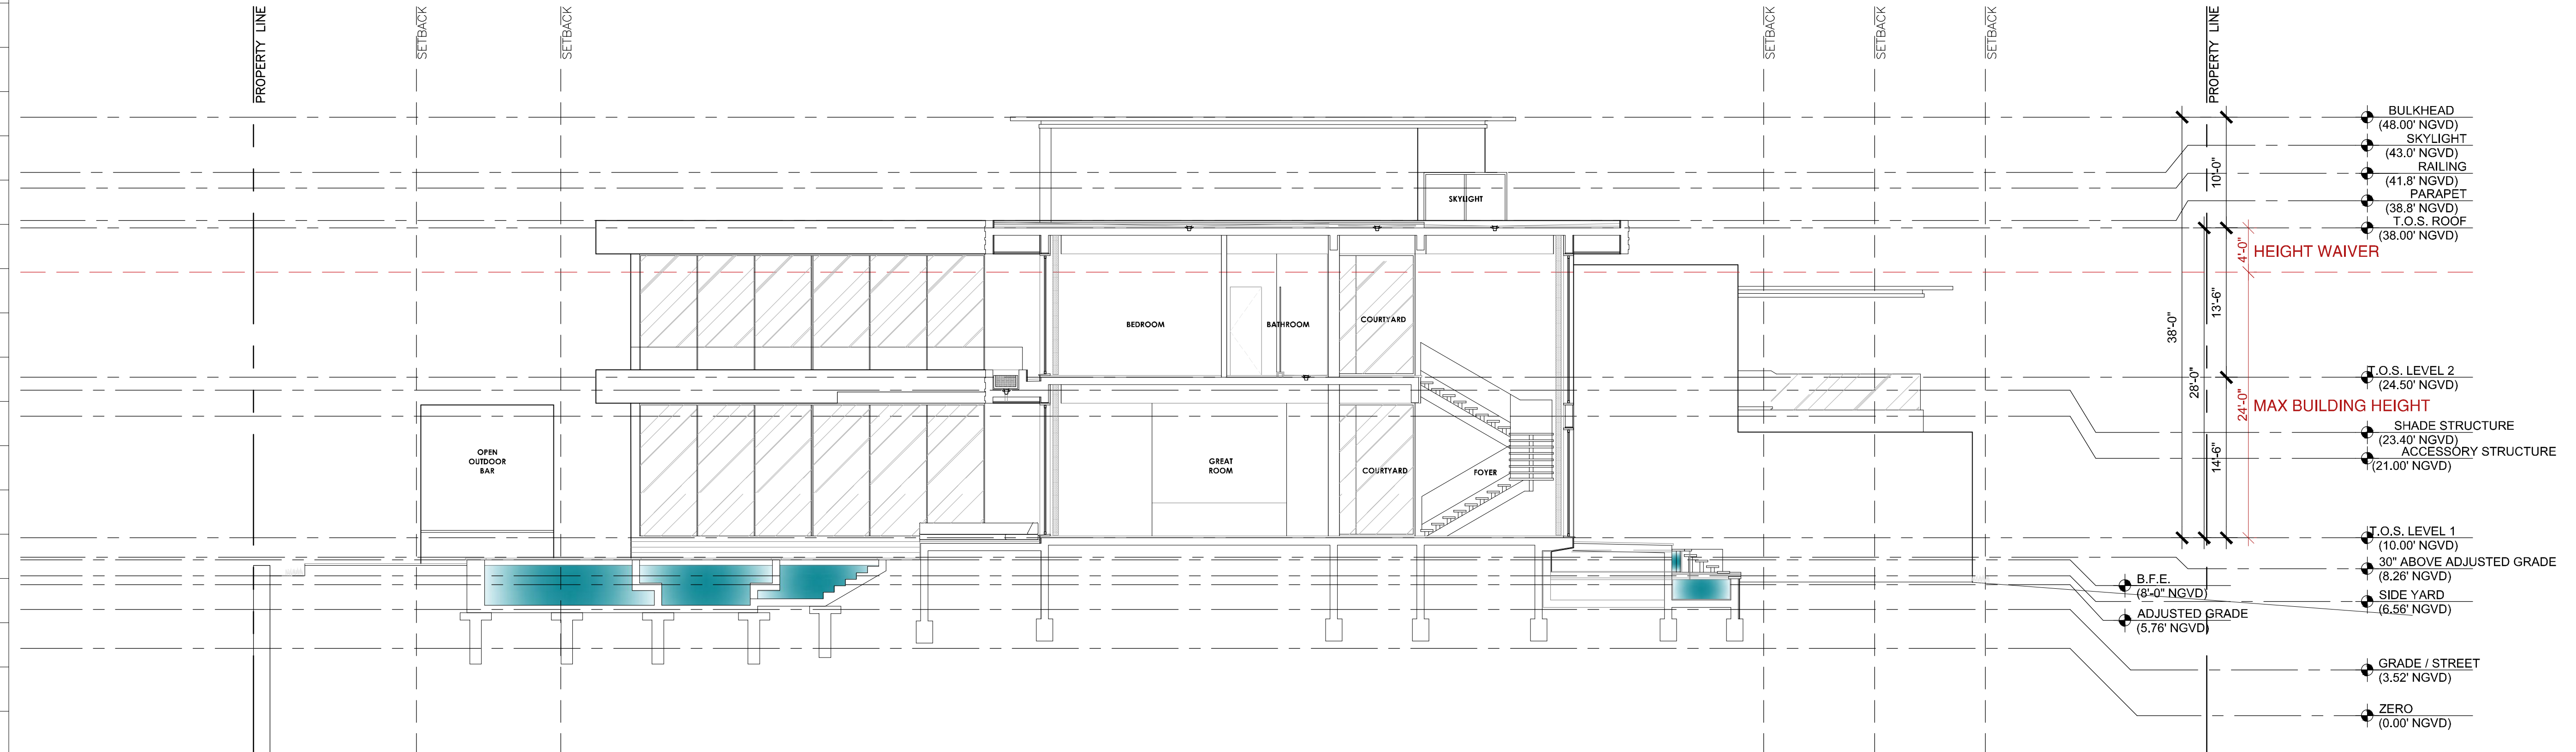 PROPERTY LINE
SETBACK
SETBACK
SETBACK
SETBACK
SETBACK
PROPERTY LINE
BULKHEAD
(48.00' NGVD)
SKYLIGHT
(43.0' NGVD)
RAILING
(41.8' NGVD)
PARAPET
(38.8' NGVD)
T.O.S. ROOF
(38.00' NGVD)
10'-0"
SKYLIGHT
4'-0"
HEIGHT WAIVER
13'-6"
38'-0"
28'-0"
BEDROOM
BATHROOM
COURTYARD
T.O.S. LEVEL 2
(24.50' NGVD)
24'-0"
MAX BUILDING HEIGHT
SHADE STRUCTURE
(23.40' NGVD)
ACCESSORY STRUCTURE
(21.00' NGVD)
14'-6"
OPEN
OUTDOOR
BAR
GREAT
ROOM
COURTYARD
FOYER
T.O.S. LEVEL 1
(10.00' NGVD)
30" ABOVE ADJUSTED GRADE
(8.26' NGVD)
B.F.E.
(8'-0" NGVD)
SIDE YARD
(6.56' NGVD)
ADJUSTED GRADE
(5.76' NGVD)
GRADE / STREET
(3.52' NGVD)
ZERO
(0.00' NGVD)